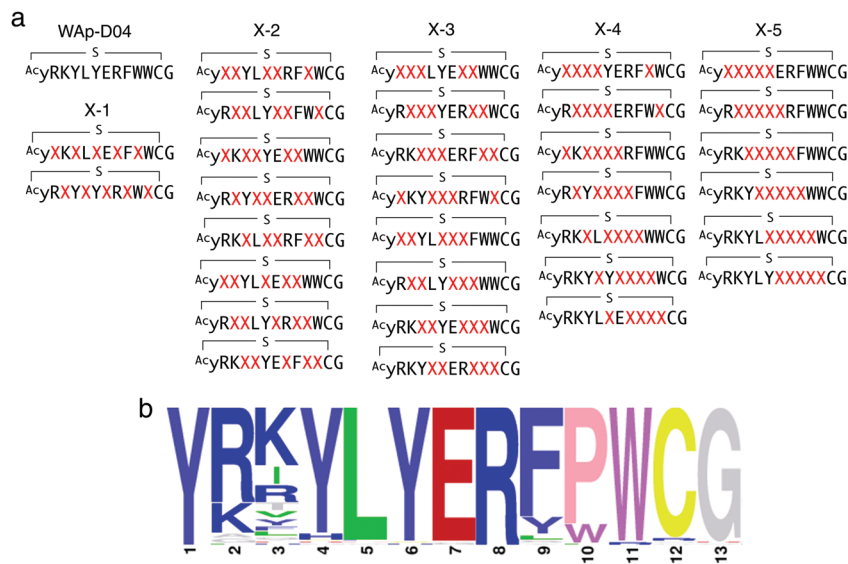 a
WAp-D04
S
AcyRKYLYERFWWCG
X-1
S
AcyXKXLXEXFXWCG
S
AcyRXYXYXRXWXCG
X-2
S
AcyXXYLXXRFXWCG
S
AcyRXXLYXXFWXCG
S
AcyXKXXYEXXWWCG
S
AcyRXYXXERXXWCG
S
AcyRKXLXXRFXXCG
S
AcyXXYLXEXXWWCG
S
AcyRXXLYXRXXWCG
S
AcyRKXXYEXFXXCG
X-3
S
AcyXXXLYEXXWWCG
S
AcyRXXXYERXXWCG
S
AcyRKXXXERFXXCG
S
AcyXKYXXXRFWXCG
S
AcyXXYLXXXFWWCG
S
AcyRXXLYXXXWWCG
S
AcyRKXXYEXXXWCG
S
AcyRKYXXERXXXCG
X-4
S
AcyXXXXYERFXWCG
S
AcyRXXXXERFWXCG
S
AcyXKXXXXRFWWCG
S
AcyRXYXXXXFWWCG
S
AcyRKXLXXXXWWCG
S
AcyRKYXYXXXXWCG
S
AcyRKYLXEXXXXCG
X-5
S
AcyXXXXXERFWWCG
S
AcyRXXXXXRFWWCG
S
AcyRKXXXXXFWWCG
S
AcyRKYXXXXXWWCG
S
AcyRKYLXXXXXWCG
S
AcyRKYLYXXXXXCG
b
YRKYLYERFPWCG
K I R V H Y W
1 2 3 4 5 6 7 8 9 10 11 12 13